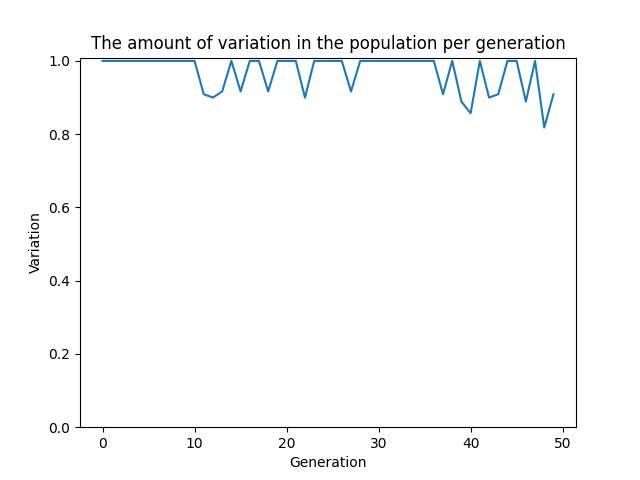 The amount of variation in the population per generation
1.0
0.8
0.6
0.4
0.2
0.0
Variation
0 10 20 30 40 50
Generation